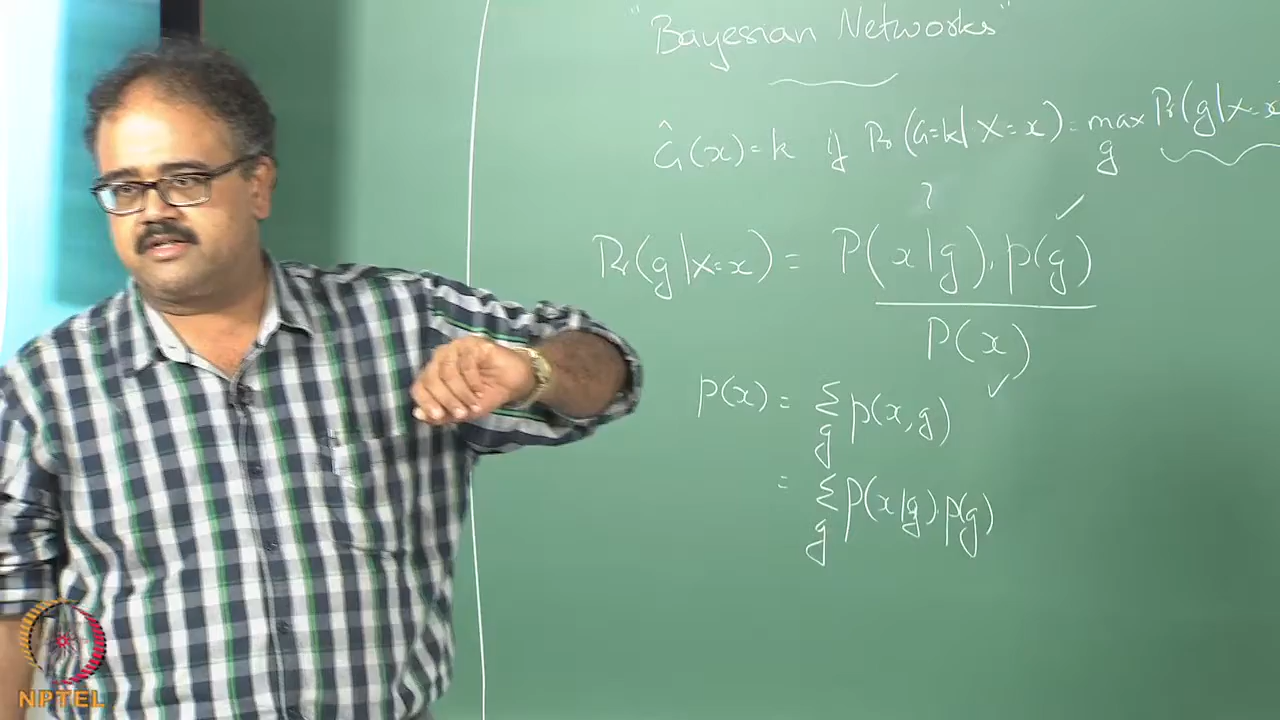 "Bayesian Networks"
Ĝ(x)=k if Pr(G=k|X=x)= max Pr(g|X=x
g
?
✓
Pr(g|X=x) = P(x|g).p(g)
P(x)
✓
p(x) = Σ p(x,g)
g
= Σ p(x|g).p(g)
g
NPTEL